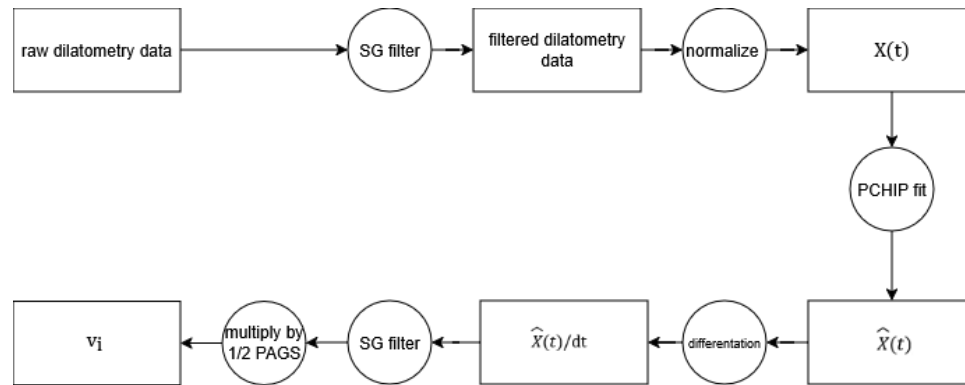 raw dilatometry data
SG filter
filtered dilatometry
data
normalize
X(t)
PCHIP fit
X̂(t)
differentation
X̂(t)/dt
SG filter
multiply by
1/2 PAGS
vᵢ